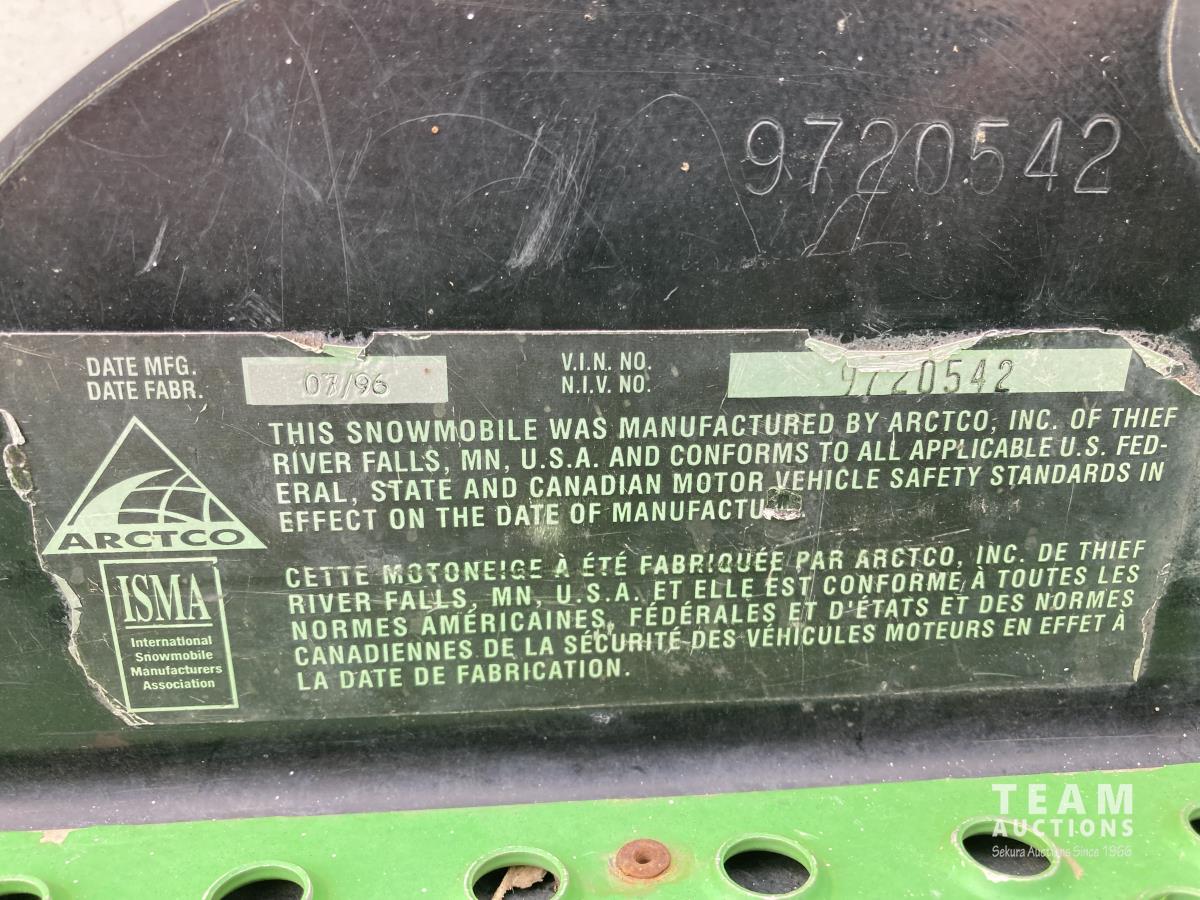 9720542
DATE MFG.
DATE FABR.
07/96
V.I.N. NO.
N.I.V. NO.
9720542
THIS SNOWMOBILE WAS MANUFACTURED BY ARCTCO, INC. OF THIEF
RIVER FALLS, MN, U.S.A. AND CONFORMS TO ALL APPLICABLE U.S. FED-
ERAL, STATE AND CANADIAN MOTOR VEHICLE SAFETY STANDARDS IN
EFFECT ON THE DATE OF MANUFACTU .
ARCTCO
ISMA
International
Snowmobile
Manufacturers
Association
CETTE MOTONEIGE À ÉTÉ FABRIQUÉE PAR ARCTCO, INC. DE THIEF
RIVER FALLS, MN, U.S.A. ET ELLE EST CONFORME À TOUTES LES
NORMES AMÉRICAINES, FÉDÉRALES ET D'ÉTATS ET DES NORMES
CANADIENNES DE LA SÉCURITÉ DES VÉHICULES MOTEURS EN EFFET À
LA DATE DE FABRICATION.
TEAM
AUCTIONS
Sekura Auctions Since 1966